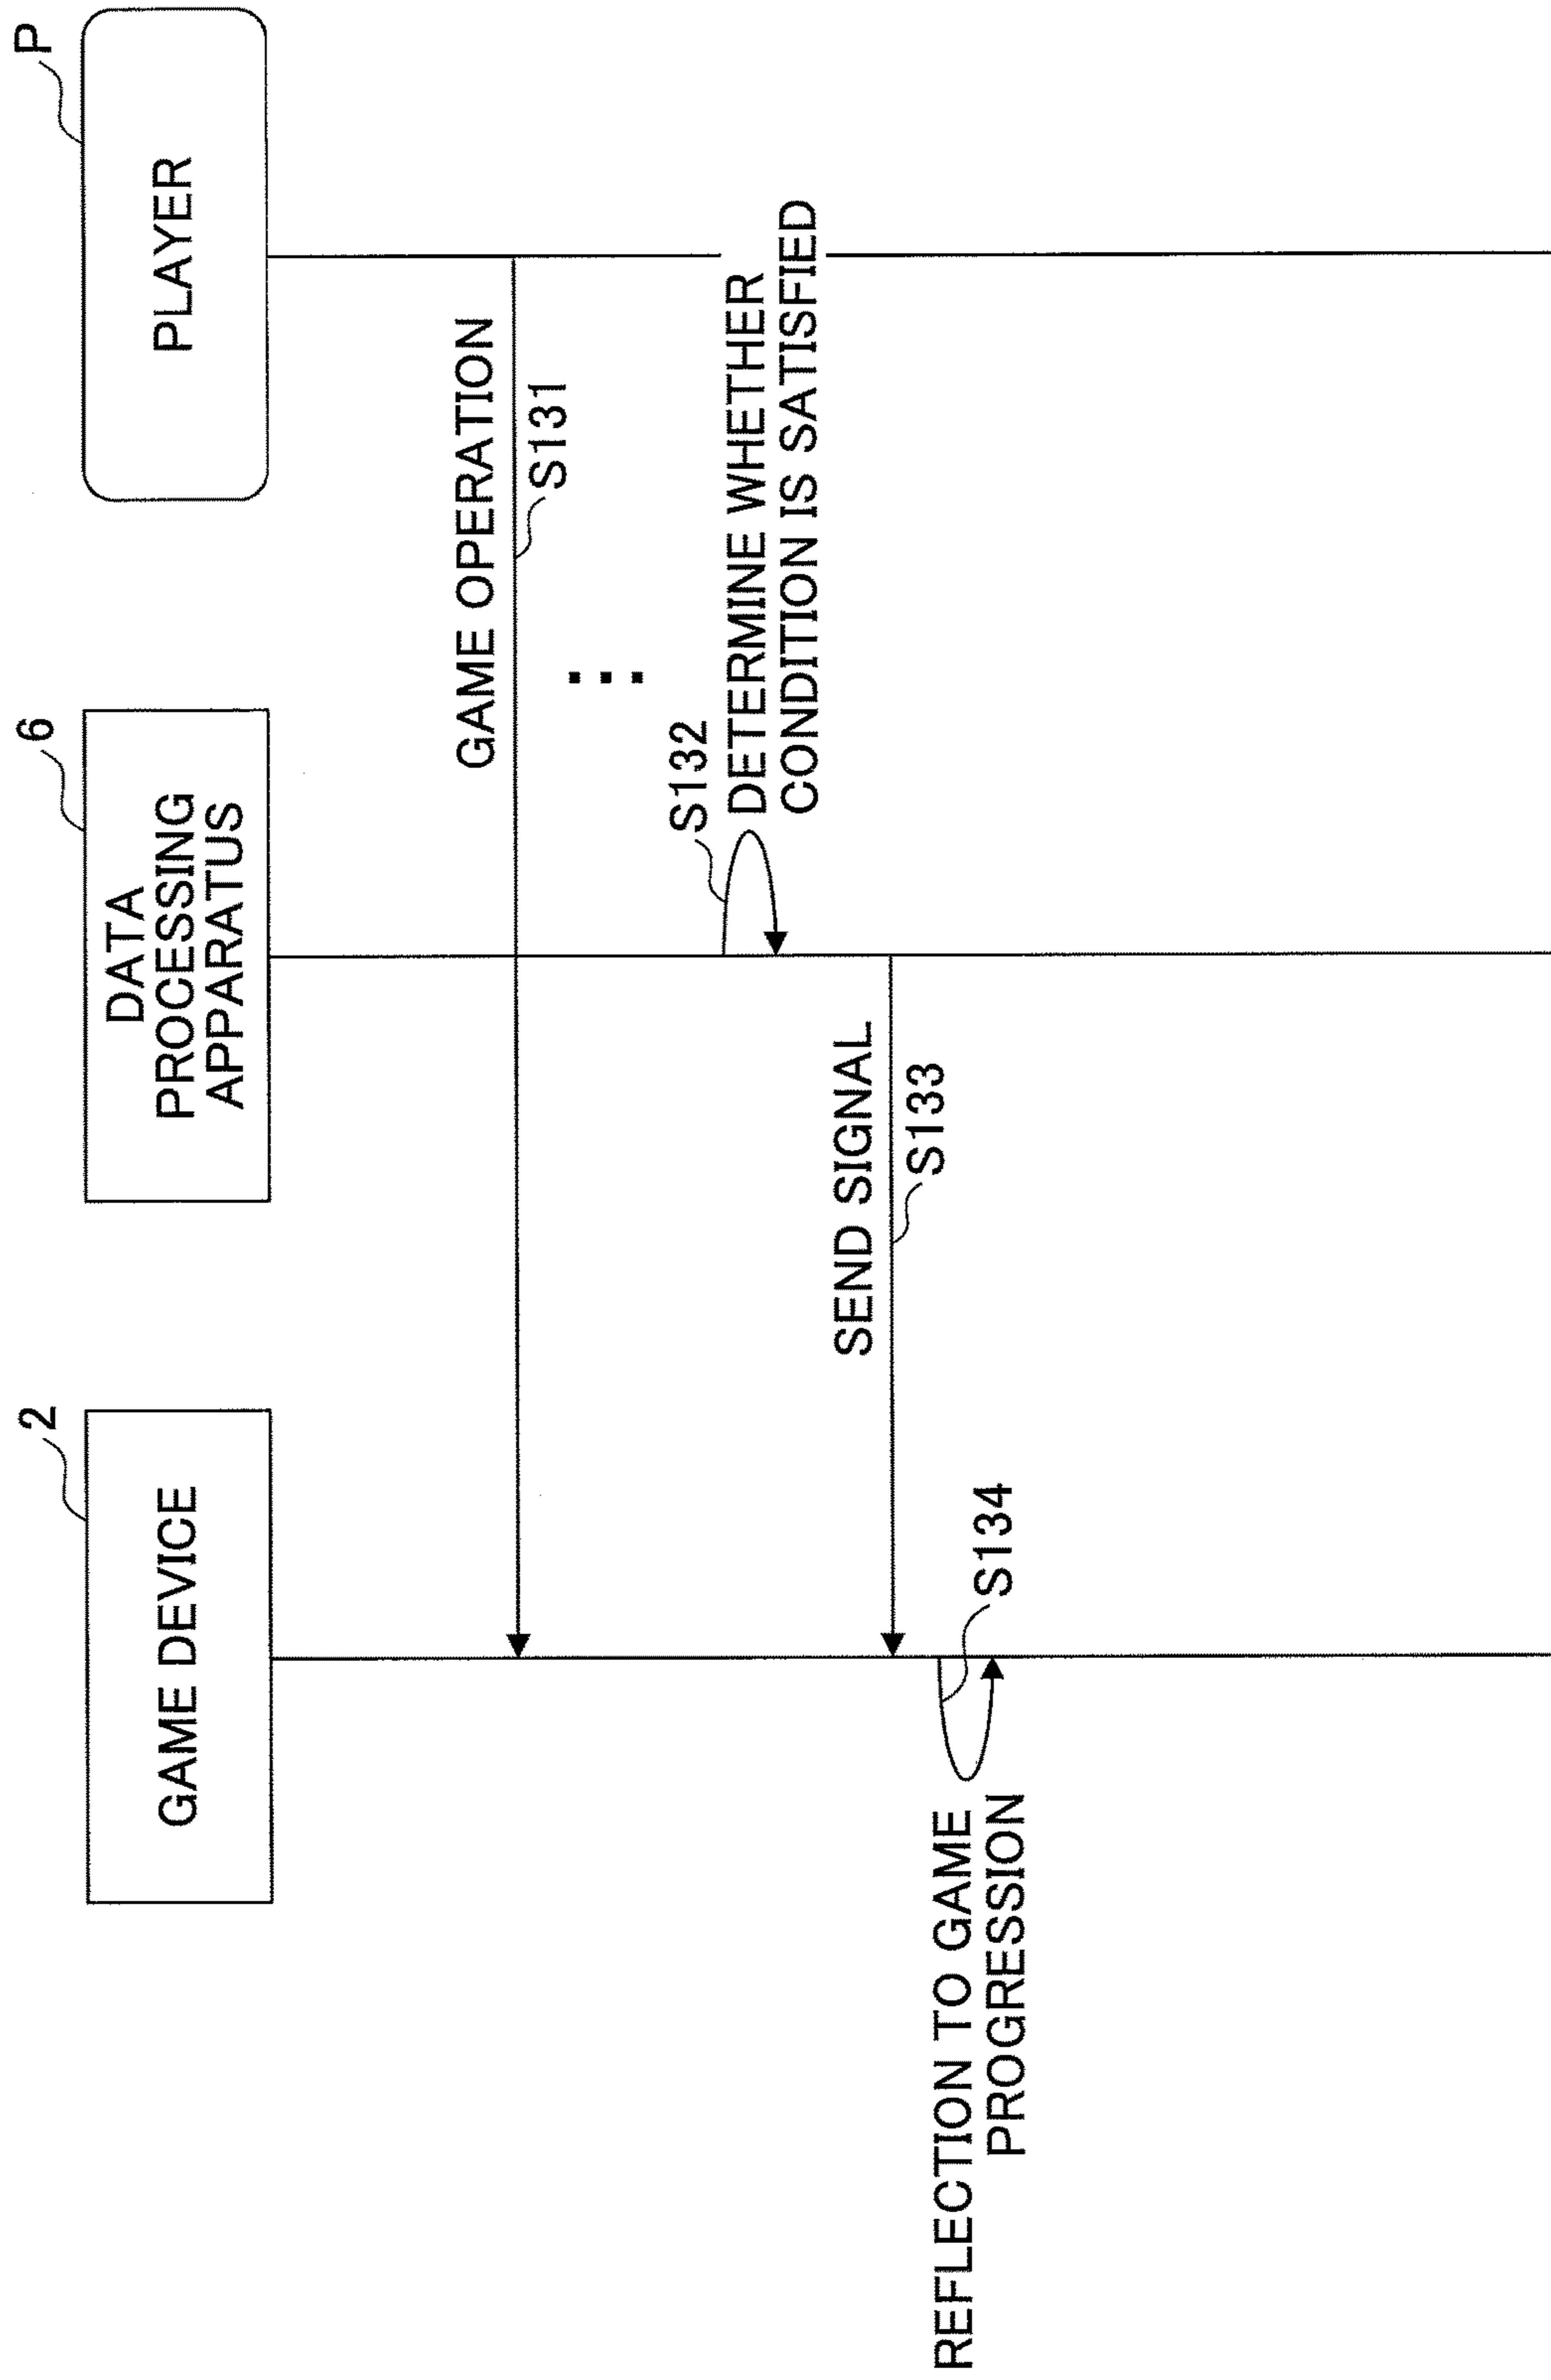 2
GAME DEVICE
6
DATA
PROCESSING
APPARATUS
P
PLAYER
GAME OPERATION
S131
S132
DETERMINE WHETHER
CONDITION IS SATISFIED
SEND SIGNAL
S133
S134
REFLECTION TO GAME
PROGRESSION